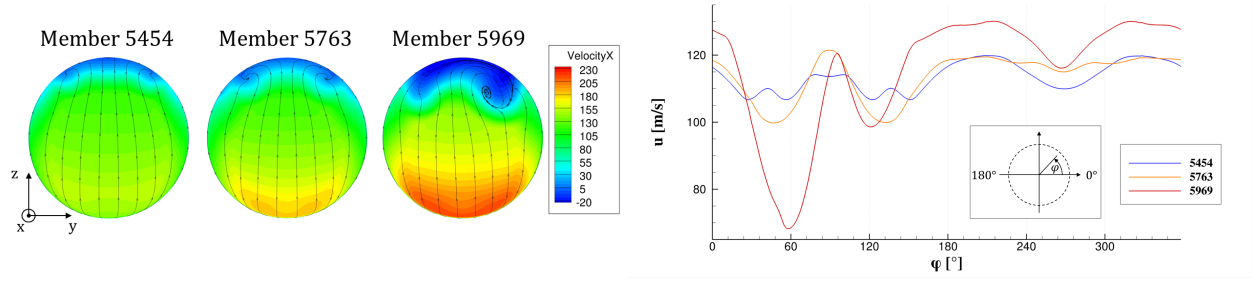 Member 5454
Member 5763
Member 5969
VelocityX
230
205
180
155
130
105
80
55
30
5
-20
z
x
y
u [m/s]
120
100
80
0
60
120
180
240
300
φ [°]
180°
0°
φ
5454
5763
5969